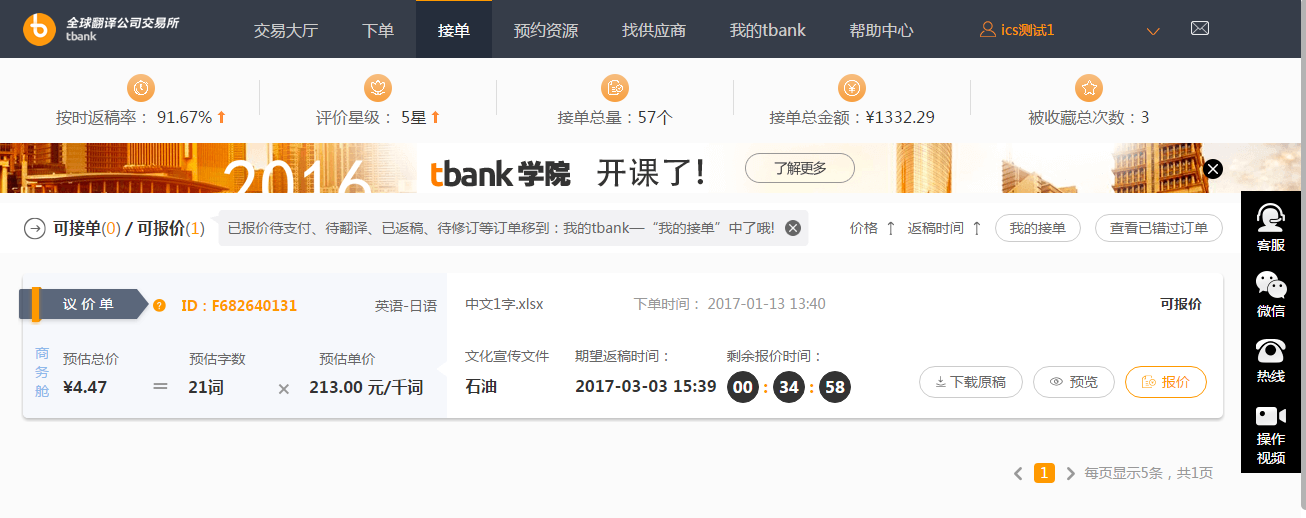 全球翻译公司交易所
tbank
交易大厅 下单 接单 预约资源 找供应商 我的tbank 帮助中心 ics测试1
按时返稿率： 91.67% 评价星级： 5星 接单总量：57个 接单总金额：¥1332.29 被收藏总次数：3
2016 tbank 学院 开课了! 了解更多
可接单(0) / 可报价(1) 已报价待支付、待翻译、已返稿、待修订等订单移到：我的tbank—“我的接单”中了哦! 价格 ↑ 返稿时间 ↑ 我的接单 查看已错过订单
客服
微信
热线
操作
视频
议价单 ? ID：F682640131 英语-日语 中文1字.xlsx 下单时间： 2017-01-13 13:40 可报价
商务舱
预估总价 预估字数 预估单价 文化宣传文件 期望返稿时间： 剩余报价时间：
¥4.47 = 21词 × 213.00 元/千词 石油 2017-03-03 15:39 00 : 34 : 58 下载原稿 预览 报价
1 每页显示5条，共1页